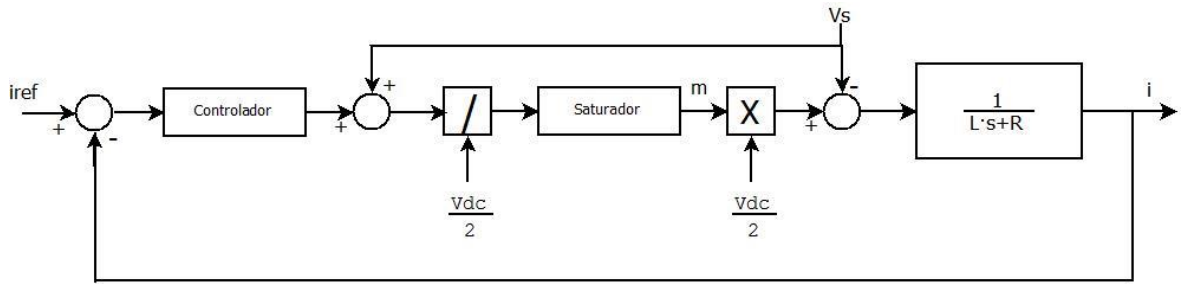 Vs
iref
+
-
Controlador
+
+
/
Saturador
m
X
+
-
1
L·s+R
i
Vdc
2
Vdc
2